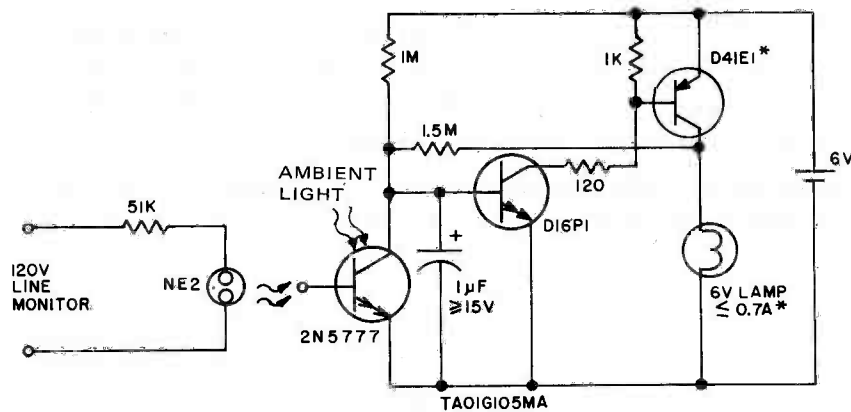 1M
1K
D41E1*
1.5M
6V
AMBIENT
LIGHT
120
D16P1
51K
120V
LINE
MONITOR
NE2
+
1µF
≥15V
2N5777
6V LAMP
≤ 0.7A*
TA01G105MA